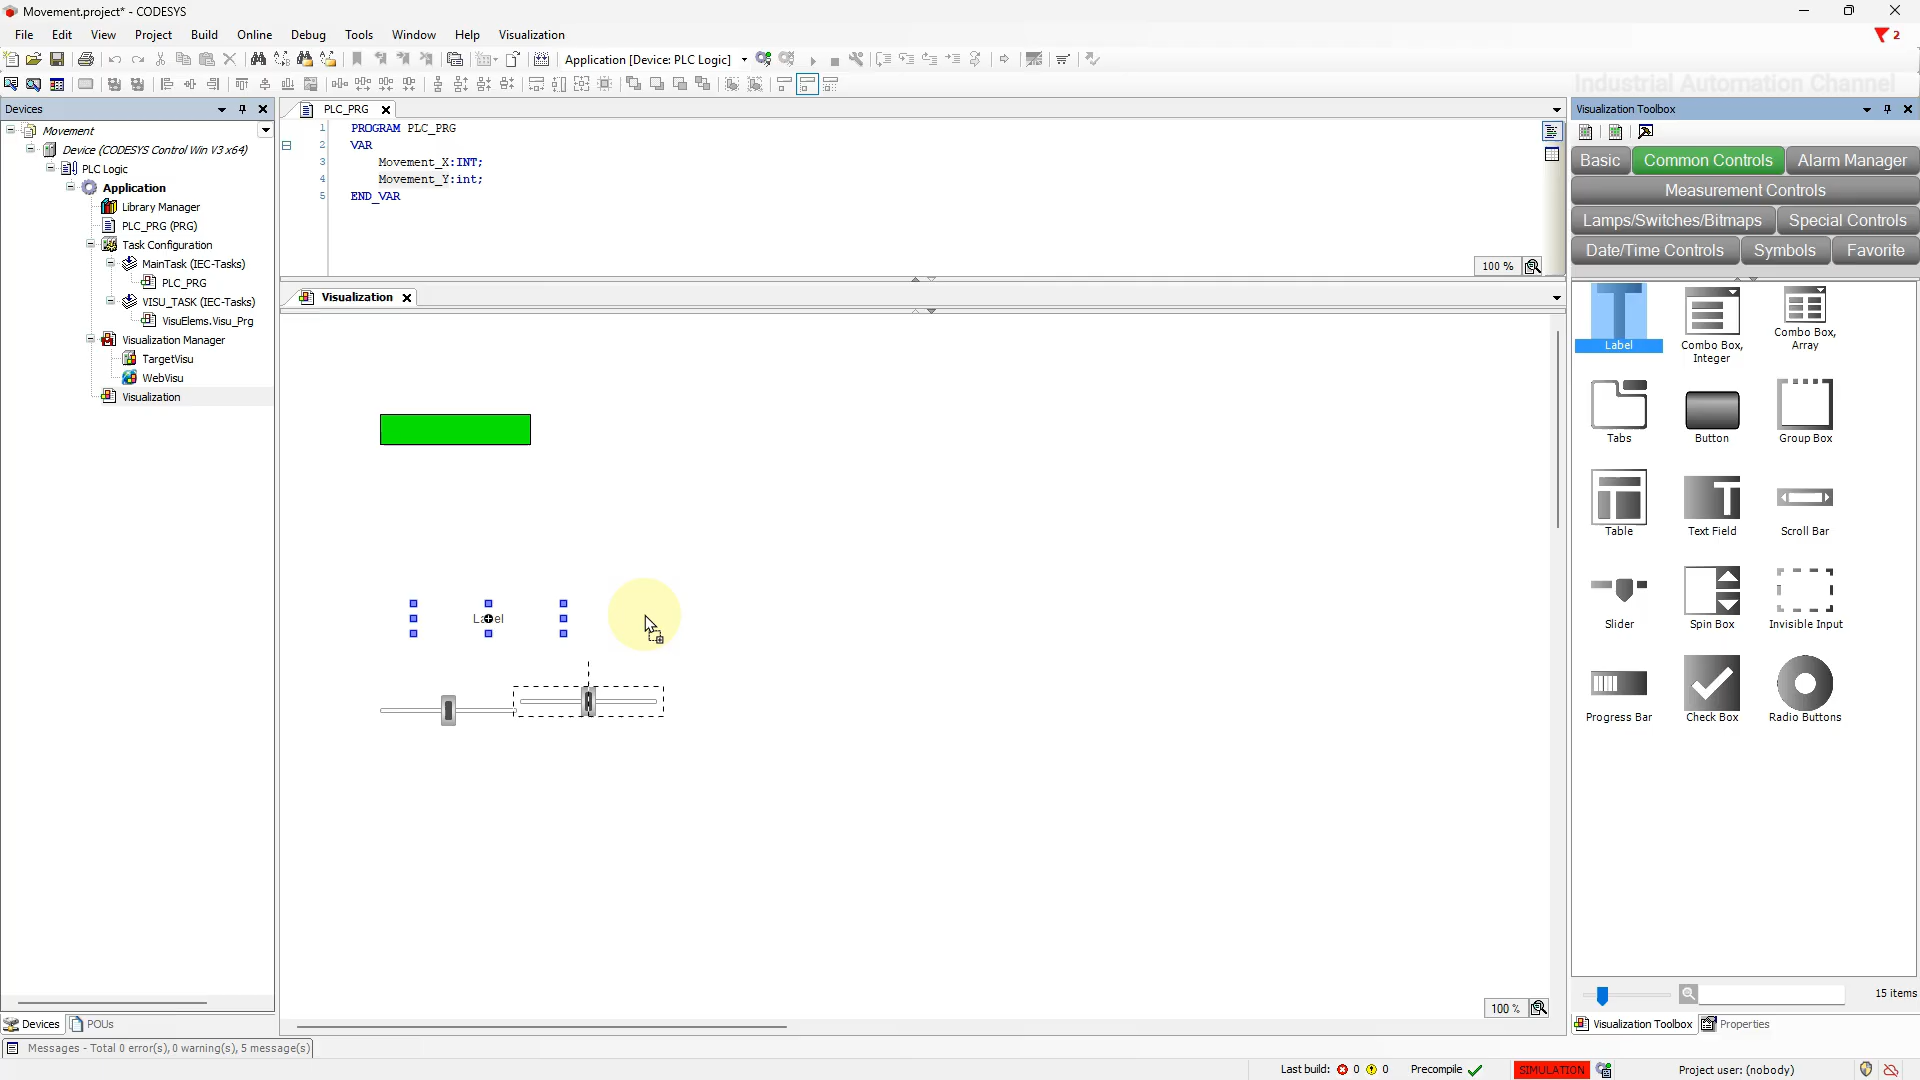 Movement.project* - CODESYS
File Edit View Project Build Online Debug Tools Window Help Visualization
2
Application [Device: PLC Logic]
Industrial Automation Channel
Devices
Movement
Device (CODESYS Control Win V3 x64)
PLC Logic
Application
Library Manager
PLC_PRG (PRG)
Task Configuration
MainTask (IEC-Tasks)
PLC_PRG
VISU_TASK (IEC-Tasks)
VisuElems.Visu_Prg
Visualization Manager
TargetVisu
WebVisu
Visualization
Devices POUs
PLC_PRG
1 PROGRAM PLC_PRG
2 VAR
3 Movement_X:INT;
4 Movement_Y:int;
5 END_VAR
100 %
Visualization
Label
100 %
Visualization Toolbox
Basic Common Controls Alarm Manager
Measurement Controls
Lamps/Switches/Bitmaps Special Controls
Date/Time Controls Symbols Favorite
Label
Combo Box, Integer
Combo Box, Array
Tabs Button Group Box
Table Text Field Scroll Bar
Slider Spin Box Invisible Input
Progress Bar Check Box Radio Buttons
15 items
Visualization Toolbox Properties
Messages - Total 0 error(s), 0 warning(s), 5 message(s)
Last build: 0 0 Precompile SIMULATION Project user: (nobody)